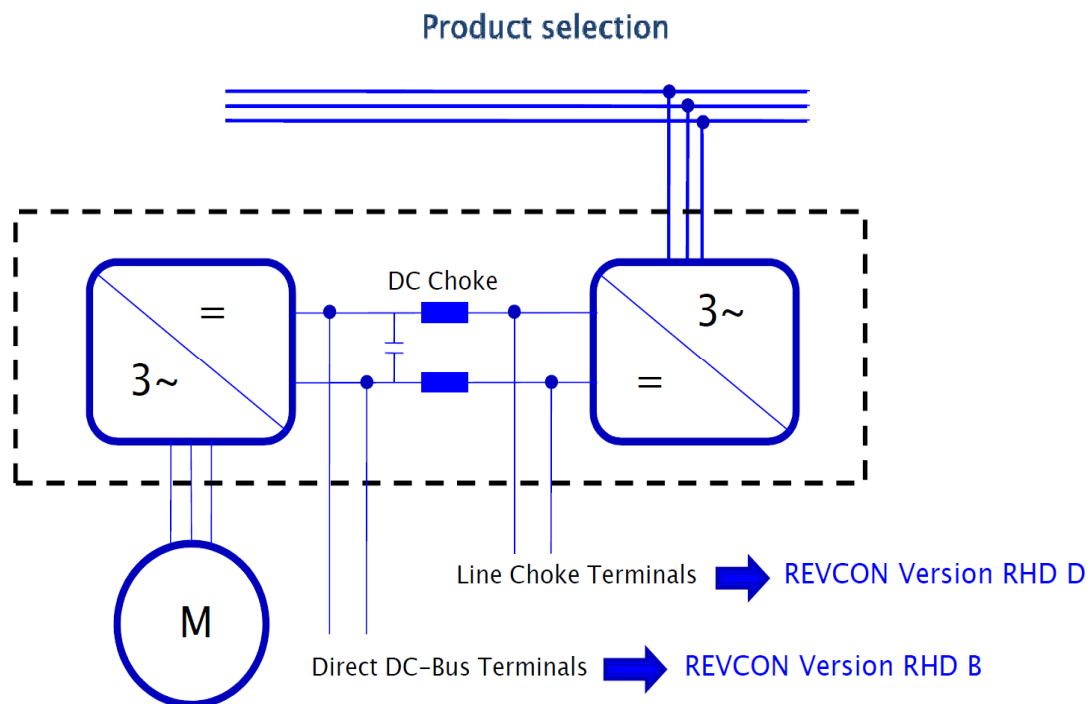 Product selection
DC Choke
=
3~
3~
=
Line Choke Terminals REVCON Version RHD D
M
Direct DC-Bus Terminals REVCON Version RHD B